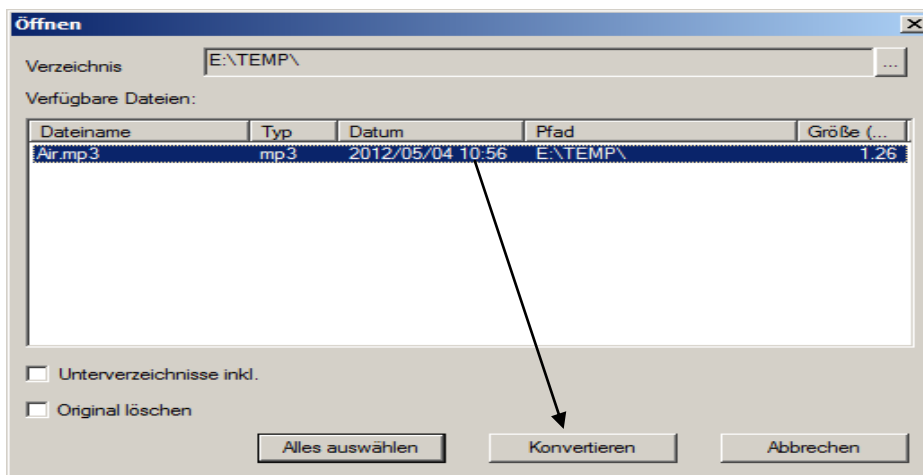 Öffnen
Verzeichnis E:\TEMP\ ...
Verfügbare Dateien:
Dateiname Typ Datum Pfad Größe (...
Air.mp3 mp3 2012/05/04 10:56 E:\TEMP\ 1.26
Unterverzeichnisse inkl.
Original löschen
Alles auswählen Konvertieren Abbrechen